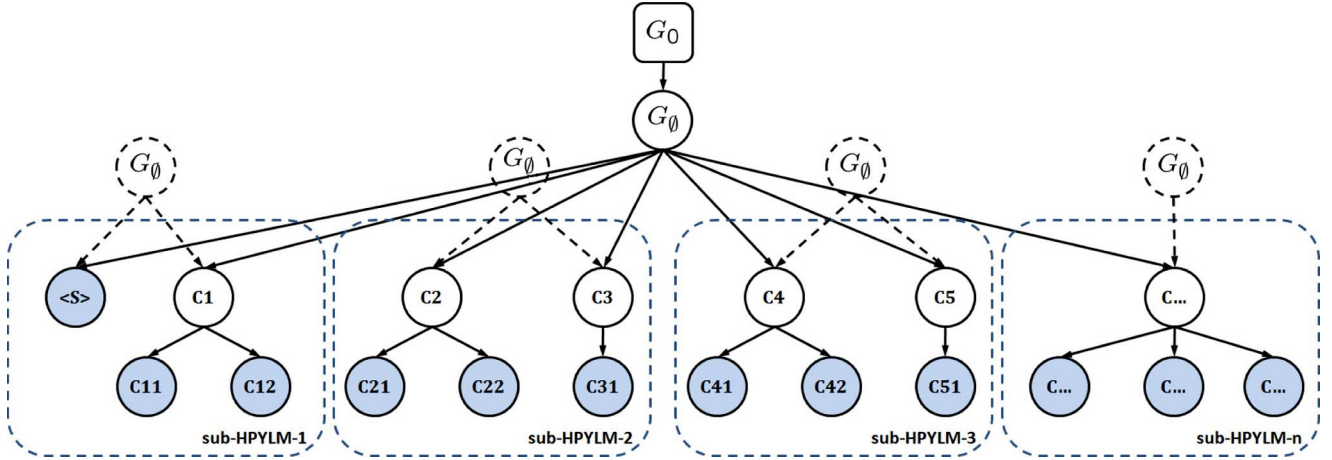 G0
G∅
G∅ G∅ G∅ G∅
<S> C1 C2 C3 C4 C5 C...
C11 C12 C21 C22 C31 C41 C42 C51 C... C... C...
sub-HPYLM-1 sub-HPYLM-2 sub-HPYLM-3 sub-HPYLM-n